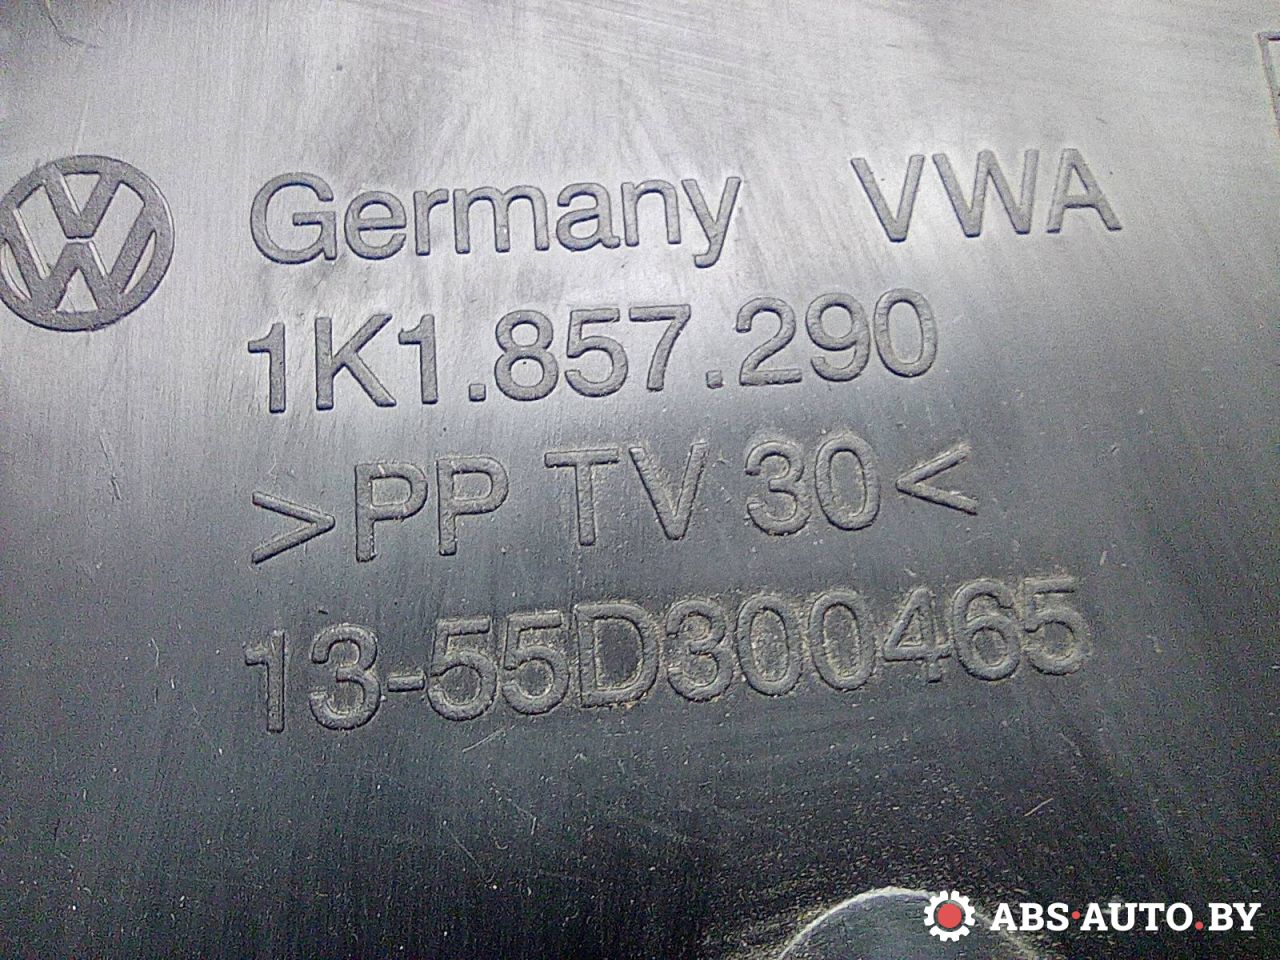 Germany VWA
1K1.857.290
>PP TV 30<
13-55D300465
ABS·AUTO.BY